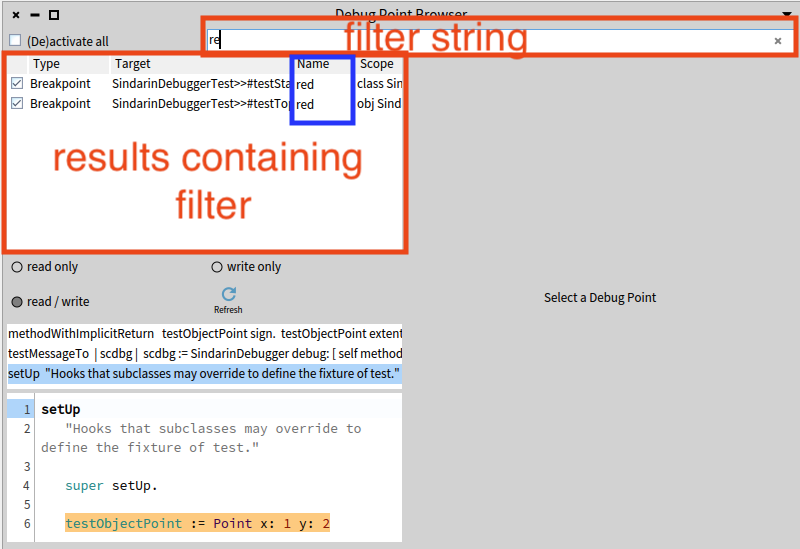 Debug Point Browser
(De)activate all
re
filter string
Type Target Name Scope
Breakpoint SindarinDebuggerTest>>#testSta red class Sin
Breakpoint SindarinDebuggerTest>>#testTop red obj Sind
results containing
filter
read only write only
read / write
Refresh
Select a Debug Point
methodWithImplicitReturn testObjectPoint sign. testObjectPoint extent
testMessageTo | scdbg | scdbg := SindarinDebugger debug: [ self method
setUp "Hooks that subclasses may override to define the fixture of test."
1 setUp
2 "Hooks that subclasses may override to
define the fixture of test."
3
4 super setUp.
5
6 testObjectPoint := Point x: 1 y: 2